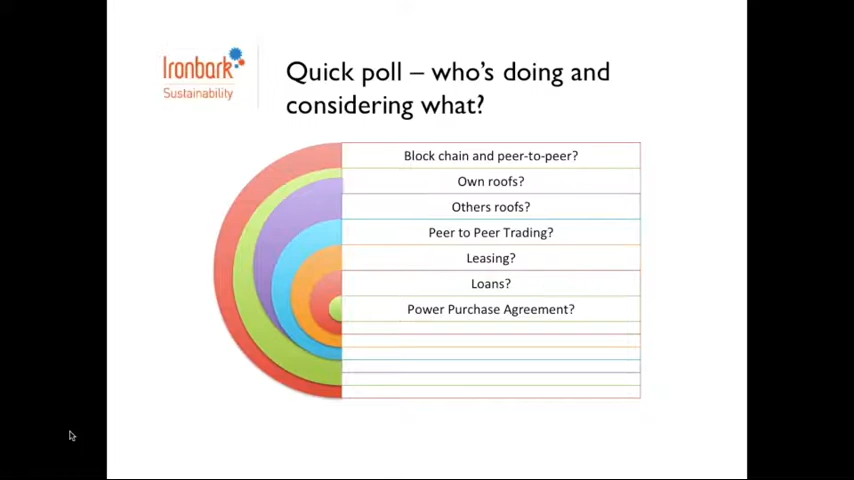 Ironbark
Sustainability
Quick poll – who's doing and
considering what?
Block chain and peer-to-peer?
Own roofs?
Others roofs?
Peer to Peer Trading?
Leasing?
Loans?
Power Purchase Agreement?